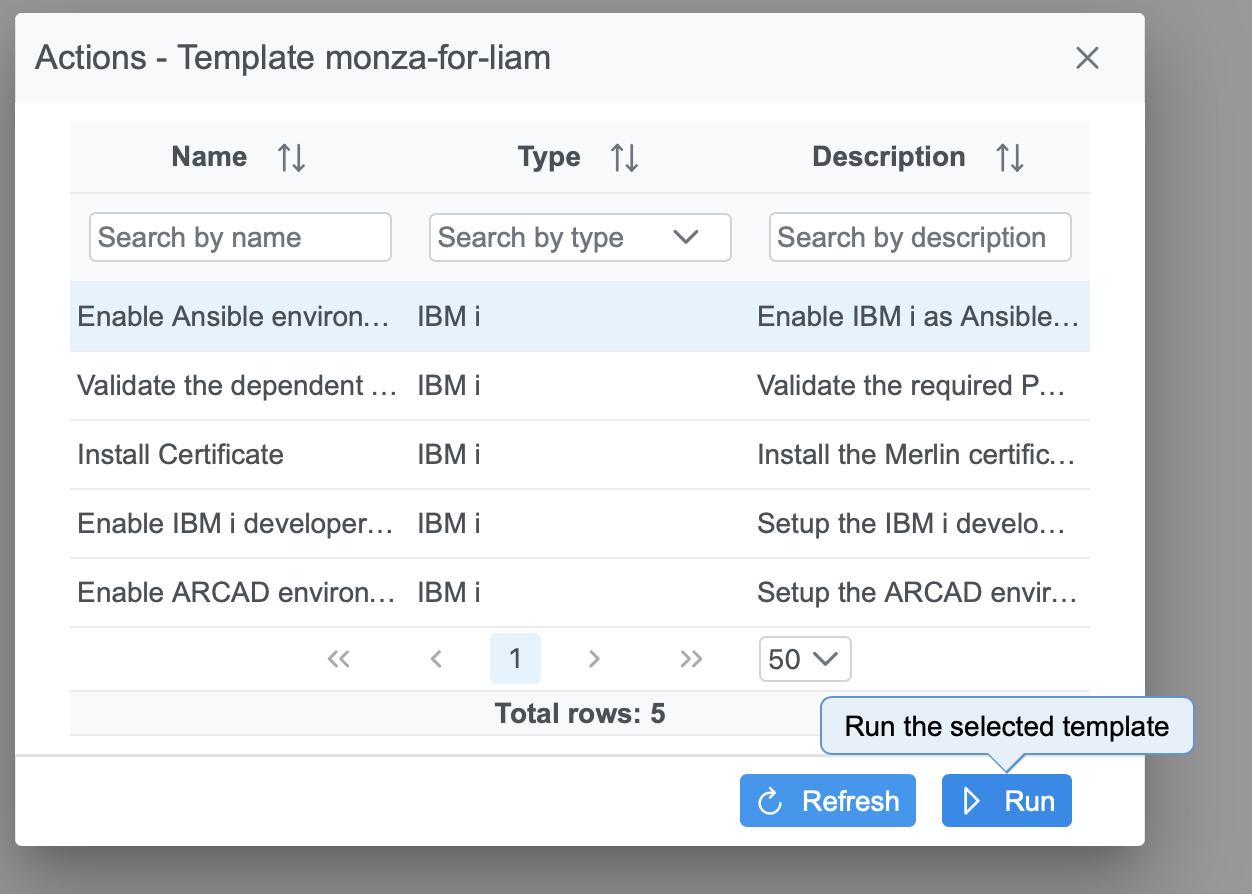 Actions - Template monza-for-liam
Name Type Description
Search by name Search by type Search by description
Enable Ansible environ... IBM i Enable IBM i as Ansible...
Validate the dependent ... IBM i Validate the required P...
Install Certificate IBM i Install the Merlin certific...
Enable IBM i developer... IBM i Setup the IBM i develo...
Enable ARCAD environ... IBM i Setup the ARCAD envir...
1 50
Total rows: 5
Run the selected template
Refresh Run